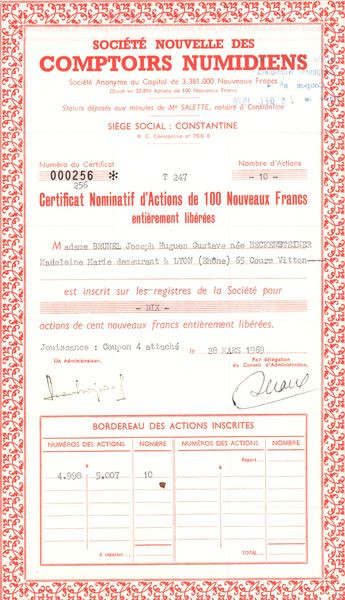 SOCIÉTÉ NOUVELLE DES
COMPTOIRS NUMIDIENS
Société Anonyme au Capital de 3.381.000 Nouveaux Francs
Divisé en 33.810 Actions de 100 Nouveaux Francs
Statuts déposés aux minutes de Me SALETTE, notaire à Constantine
SIÈGE SOCIAL : CONSTANTINE
R. C. Constantine
Numéro du Certificat
Nombre d'Actions
000256 *
T 247
- 10 -
256
Certificat Nominatif d'Actions de 100 Nouveaux Francs
entièrement libérées
Madame BRUNEL Joseph Hugues Gustave née BECKENSTEINER
Madeleine Marie demeurant à LYON (Rhône) 65 Cours Vitton
est inscrit sur les registres de la Société pour
- DIX -
actions de cent nouveaux francs entièrement libérées.
Jouissance : Coupon 4 attaché
le 28 MARS 1969
Un Administrateur.
Par délégation
du Conseil d'Administration,
BORDEREAU DES ACTIONS INSCRITES
NUMÉROS DES ACTIONS NOMBRE NUMÉROS DES ACTIONS NOMBRE
Report...
4.998 5.007 10
A reporter ...
TOTAL...